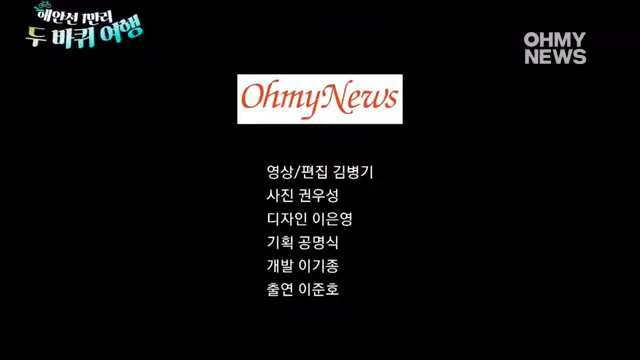 해안선 1만리
두 바퀴 여행
OHMY
NEWS
OhmyNews
영상/편집 김병기
사진 권우성
디자인 이은영
기획 공명식
개발 이기종
출연 이준호